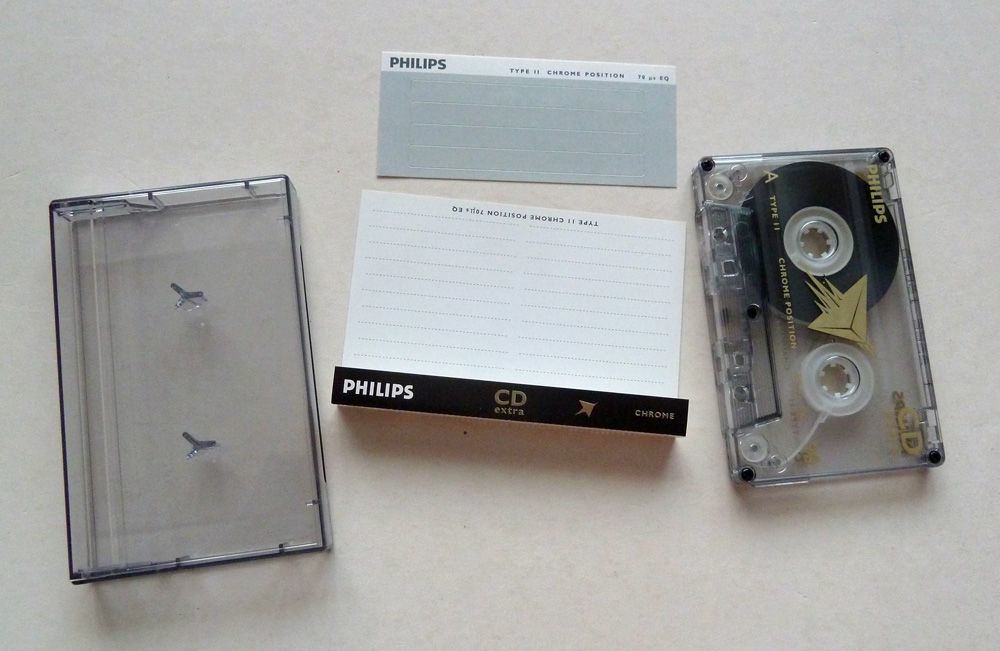 PHILIPS
TYPE II CHROME POSITION 70 µs EQ
TYPE II CHROME POSITION 70µs EQ
PHILIPS
CD
extra
CHROME
PHILIPS
A TYPE II CHROME POSITION
CD